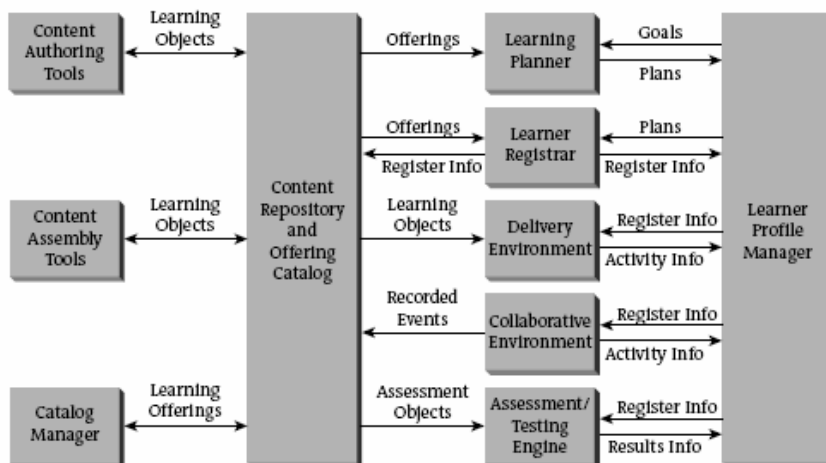 Content
Authoring
Tools
Learning
Objects
Offerings
Learning
Planner
Goals
Plans
Offerings
Register Info
Learner
Registrar
Plans
Register Info
Content
Assembly
Tools
Learning
Objects
Content
Repository
and
Offering
Catalog
Learning
Objects
Delivery
Environment
Register Info
Activity Info
Learner
Profile
Manager
Recorded
Events
Collaborative
Environment
Register Info
Activity Info
Catalog
Manager
Learning
Offerings
Assessment
Objects
Assessment/
Testing
Engine
Register Info
Results Info